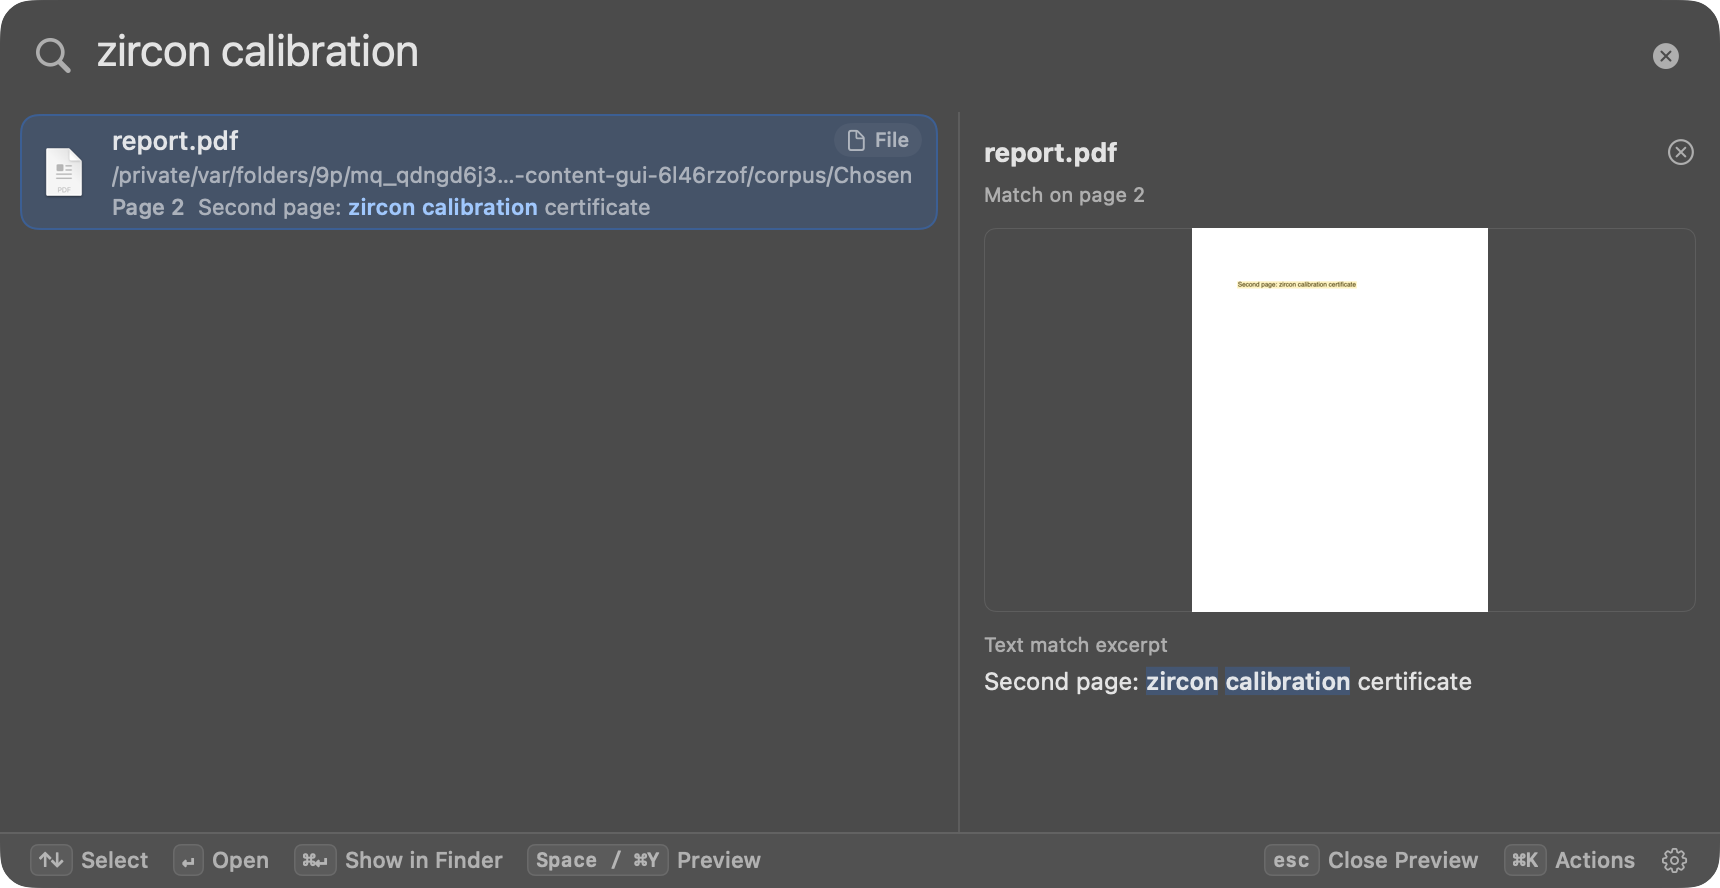 zircon calibration
report.pdf
File
/private/var/folders/9p/mq_qdngd6j3...-content-gui-6l46rzof/corpus/Chosen
Page 2 Second page: zircon calibration certificate
PDF
report.pdf
Match on page 2
Second page: zircon calibration certificate
Text match excerpt
Second page: zircon calibration certificate
↑↓ Select ↵ Open ⌘↵ Show in Finder Space / ⌘Y Preview esc Close Preview ⌘K Actions